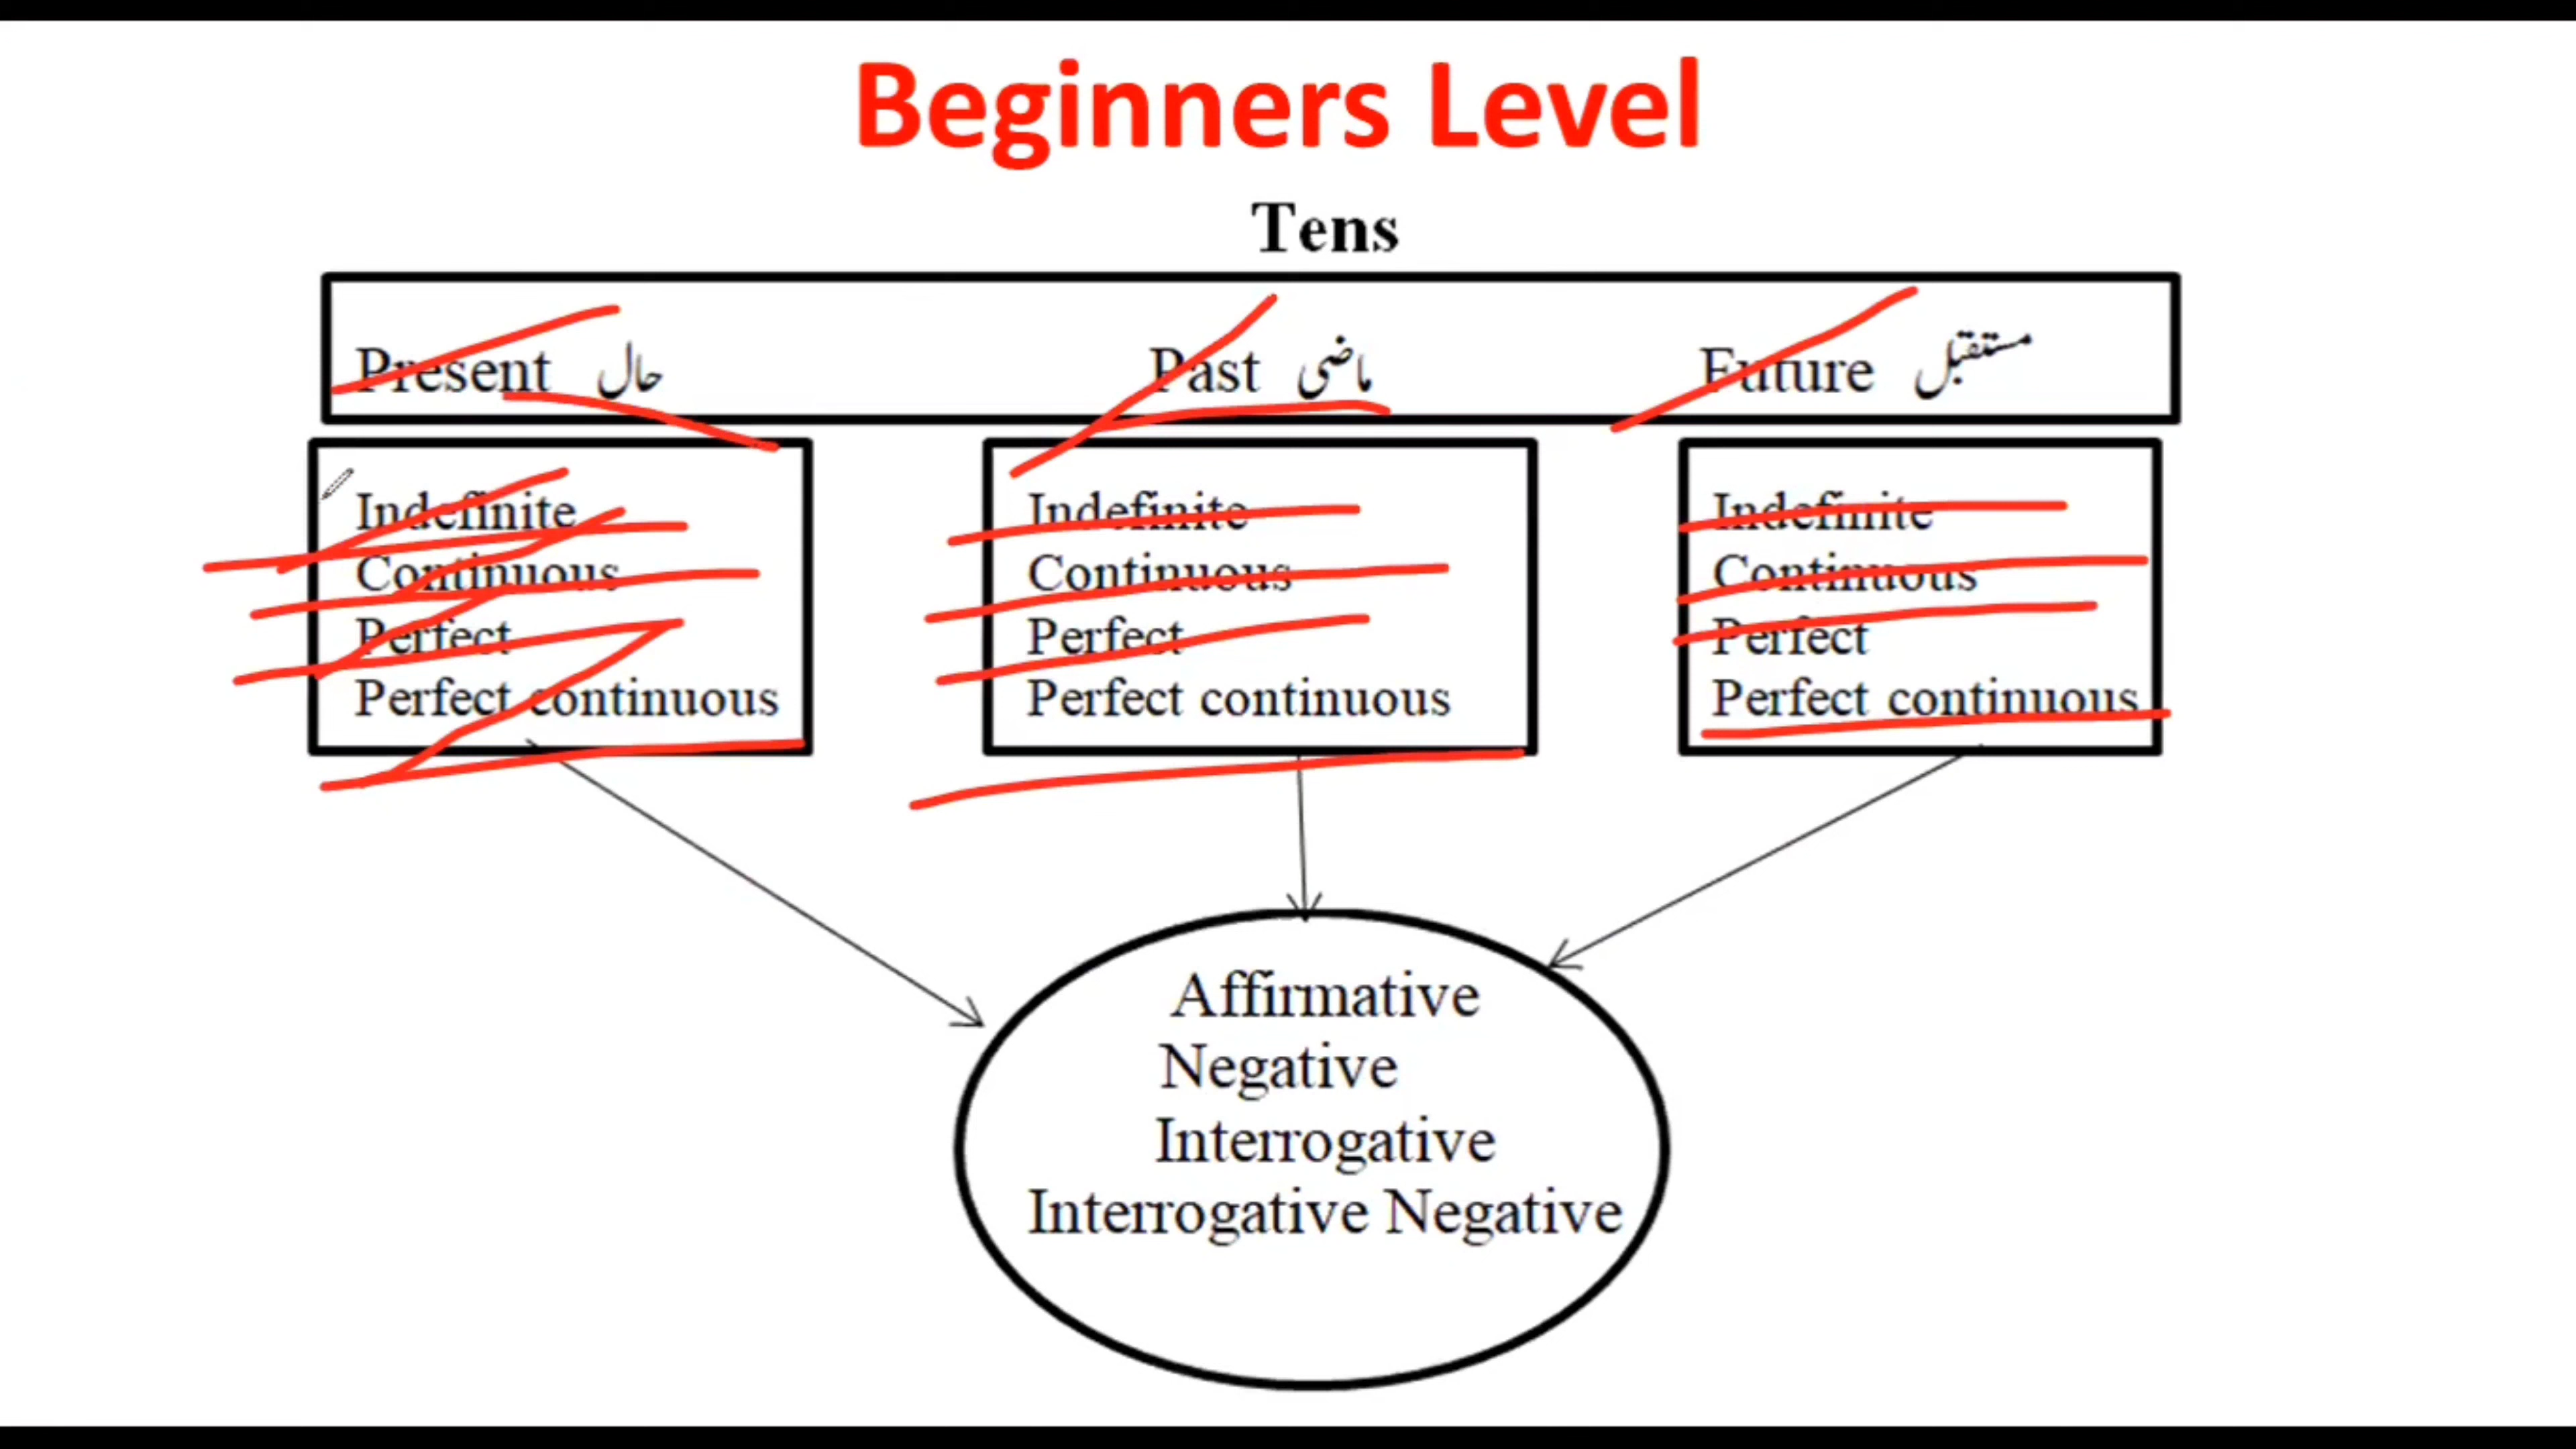 Beginners Level
Tens
Present حال Past ماضی Future مستقبل
Indefinite
Continuous
Perfect
Perfect continuous
Indefinite
Continuous
Perfect
Perfect continuous
Indefinite
Continuous
Perfect
Perfect continuous
Affirmative
Negative
Interrogative
Interrogative Negative